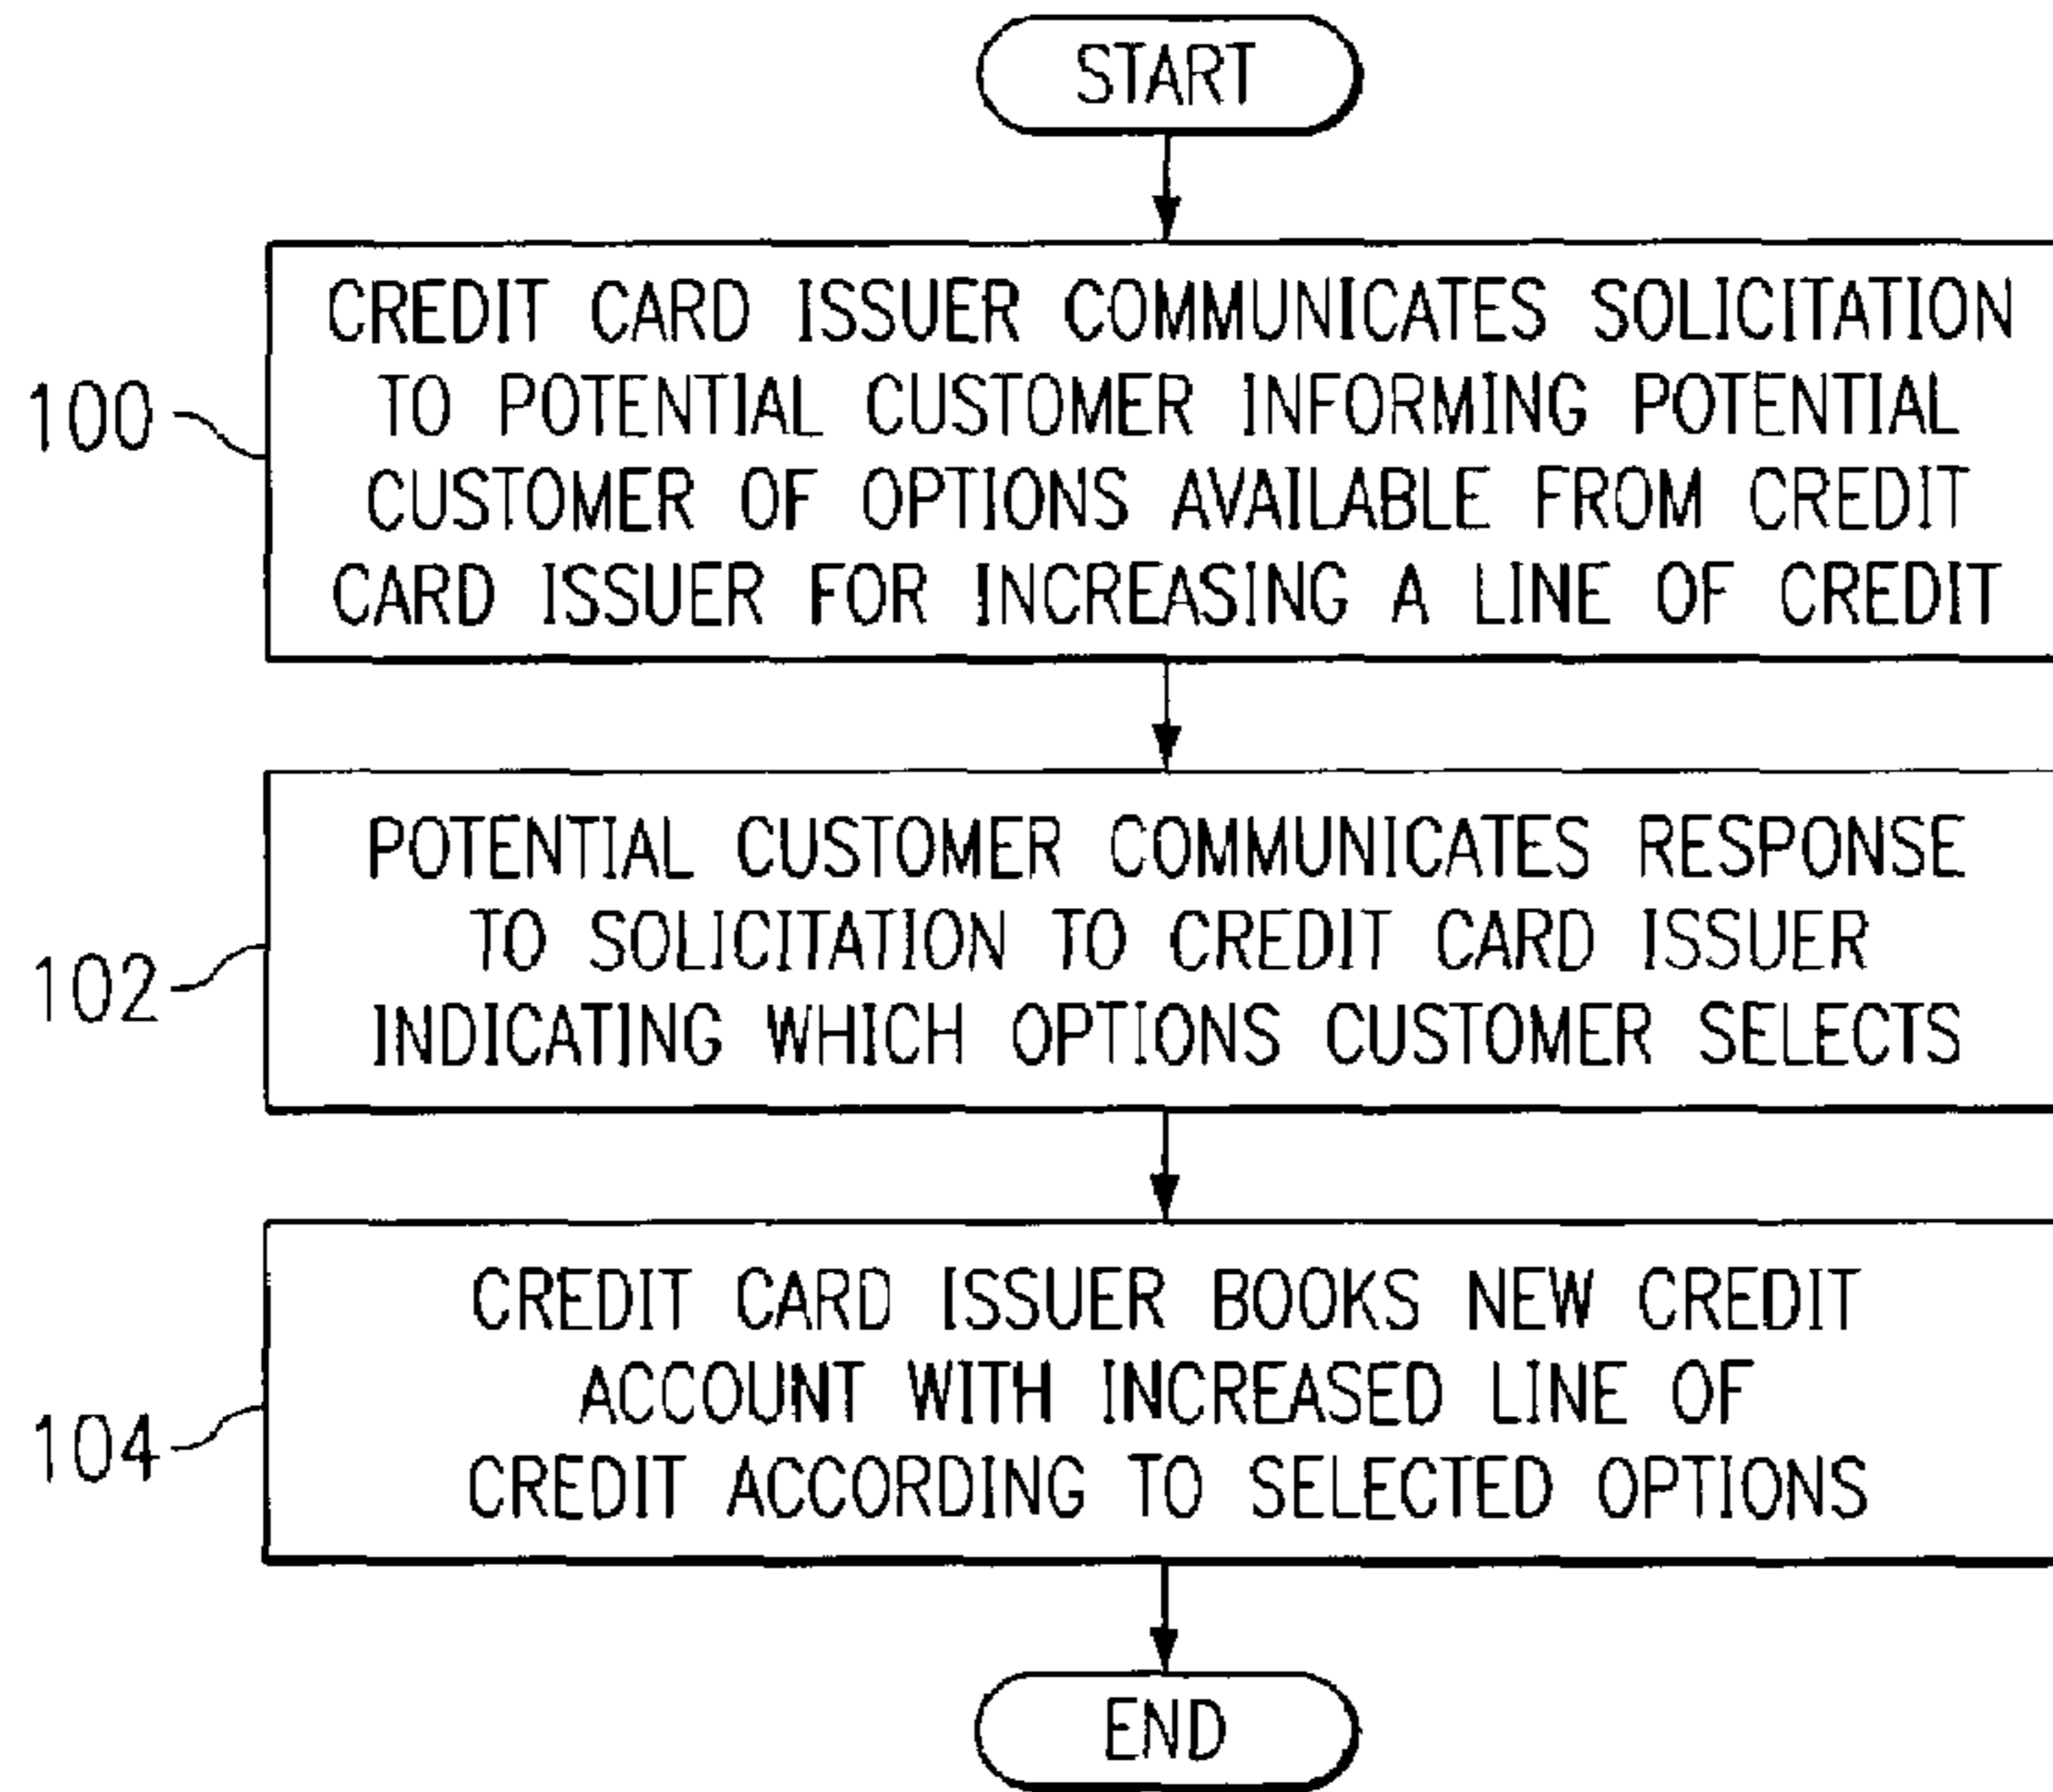 START
CREDIT CARD ISSUER COMMUNICATES SOLICITATION
TO POTENTIAL CUSTOMER INFORMING POTENTIAL
CUSTOMER OF OPTIONS AVAILABLE FROM CREDIT
CARD ISSUER FOR INCREASING A LINE OF CREDIT
100
POTENTIAL CUSTOMER COMMUNICATES RESPONSE
TO SOLICITATION TO CREDIT CARD ISSUER
INDICATING WHICH OPTIONS CUSTOMER SELECTS
102
CREDIT CARD ISSUER BOOKS NEW CREDIT
ACCOUNT WITH INCREASED LINE OF
CREDIT ACCORDING TO SELECTED OPTIONS
104
END